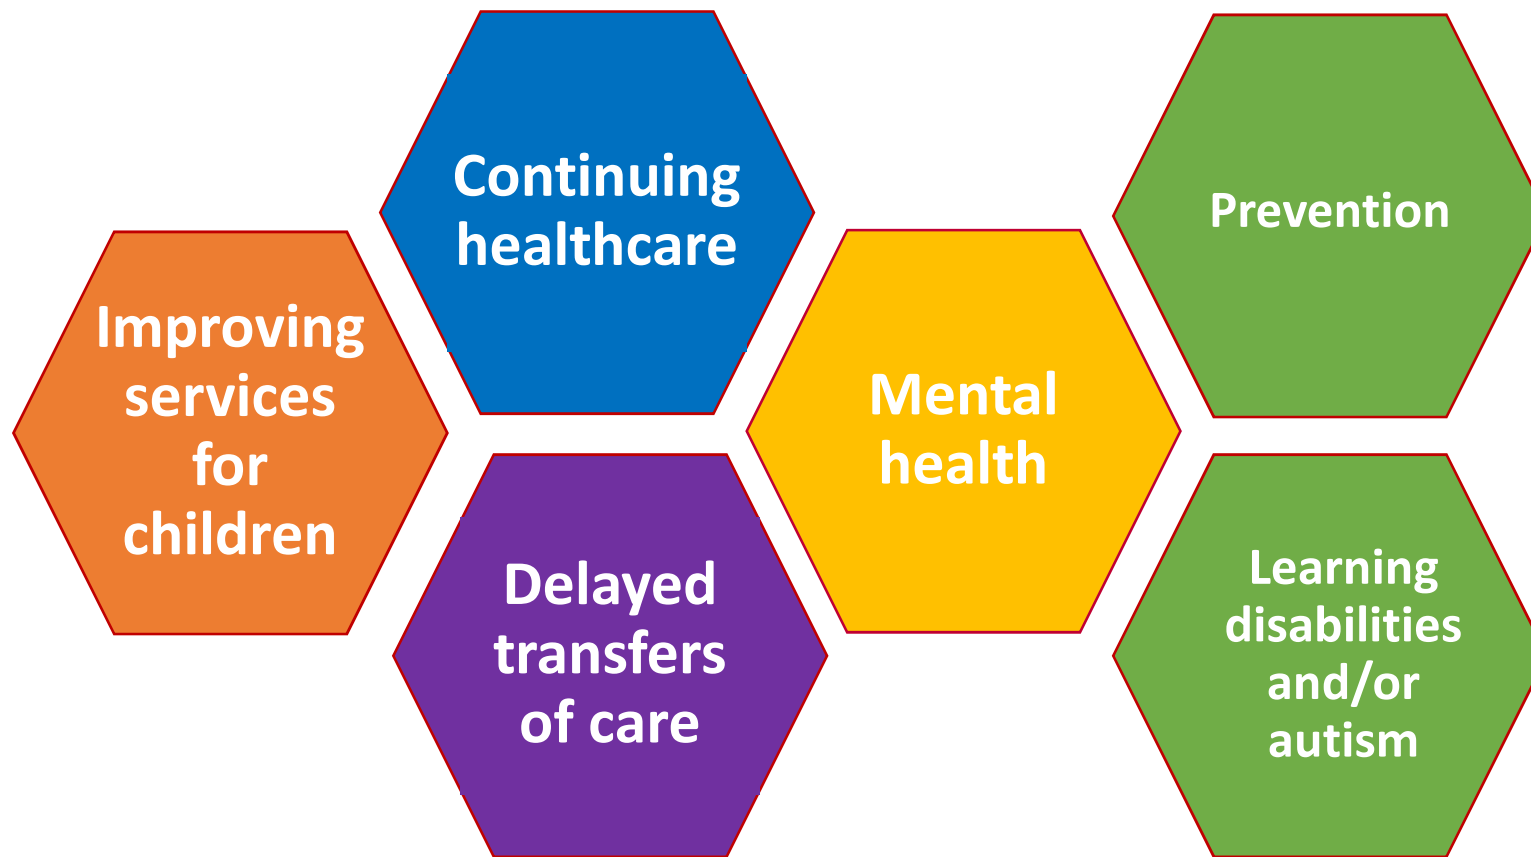 Improving
services
for
children
Continuing
healthcare
Delayed
transfers
of care
Mental
health
Prevention
Learning
disabilities
and/or
autism